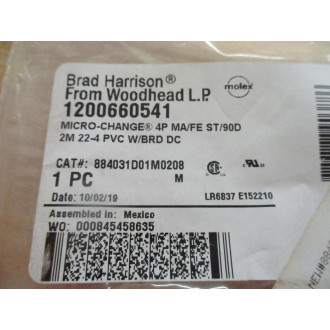 Brad Harrison®
From Woodhead L.P.
molex
1200660541
MICRO-CHANGE® 4P MA/FE ST/90D
2M 22-4 PVC W/BRD DC
CAT#: 884031D01M0208
M
1 PC
Date: 10/02/19
LR6837 E152210
Assembled in: Mexico
WO: 000845458635